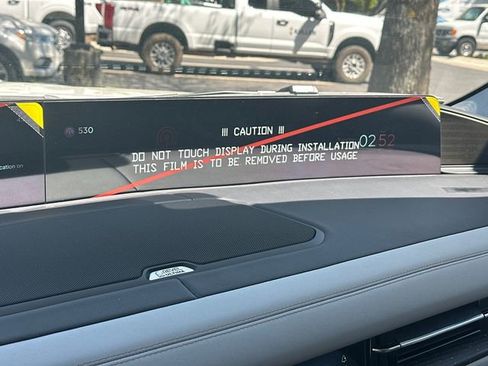 530
!!! CAUTION !!!
02:52
DO NOT TOUCH DISPLAY DURING INSTALLATION
THIS FILM IS TO BE REMOVED BEFORE USAGE